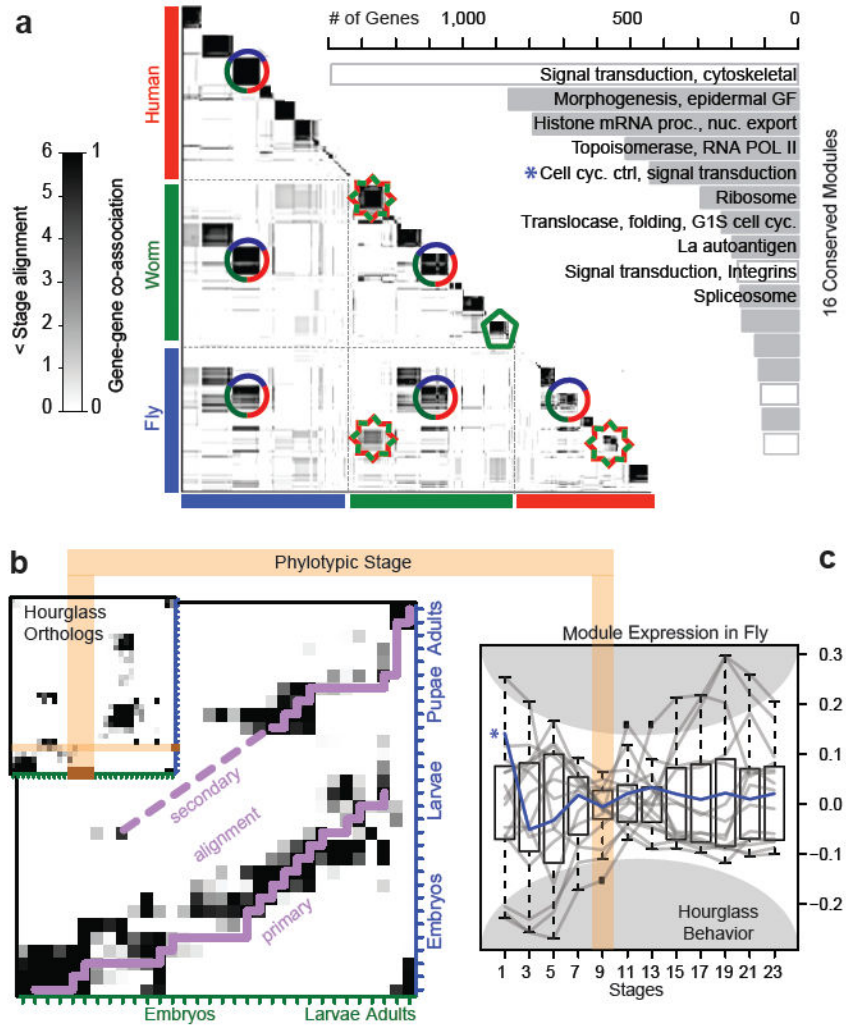 a
# of Genes 1,000 500 0
Signal transduction, cytoskeletal
Morphogenesis, epidermal GF
Histone mRNA proc., nuc. export
Topoisomerase, RNA POL II
*Cell cyc. ctrl, signal transduction
Ribosome
Translocase, folding, G1S cell cyc.
La autoantigen
Signal transduction, Integrins
Spliceosome
16 Conserved Modules
Human
Worm
Fly
< Stage alignment
Gene-gene co-association
6 1
5
4
3
2
1
0 0
b
Phylotypic Stage
c
Hourglass
Orthologs
secondary
alignment
primary
Adults
Pupae
Larvae
Embryos
Embryos Larvae Adults
Module Expression in Fly
*
0.3
0.2
0.1
0.0
−0.1
−0.2
Hourglass
Behavior
1 3 5 7 9 11 13 15 17 19 21 23
Stages